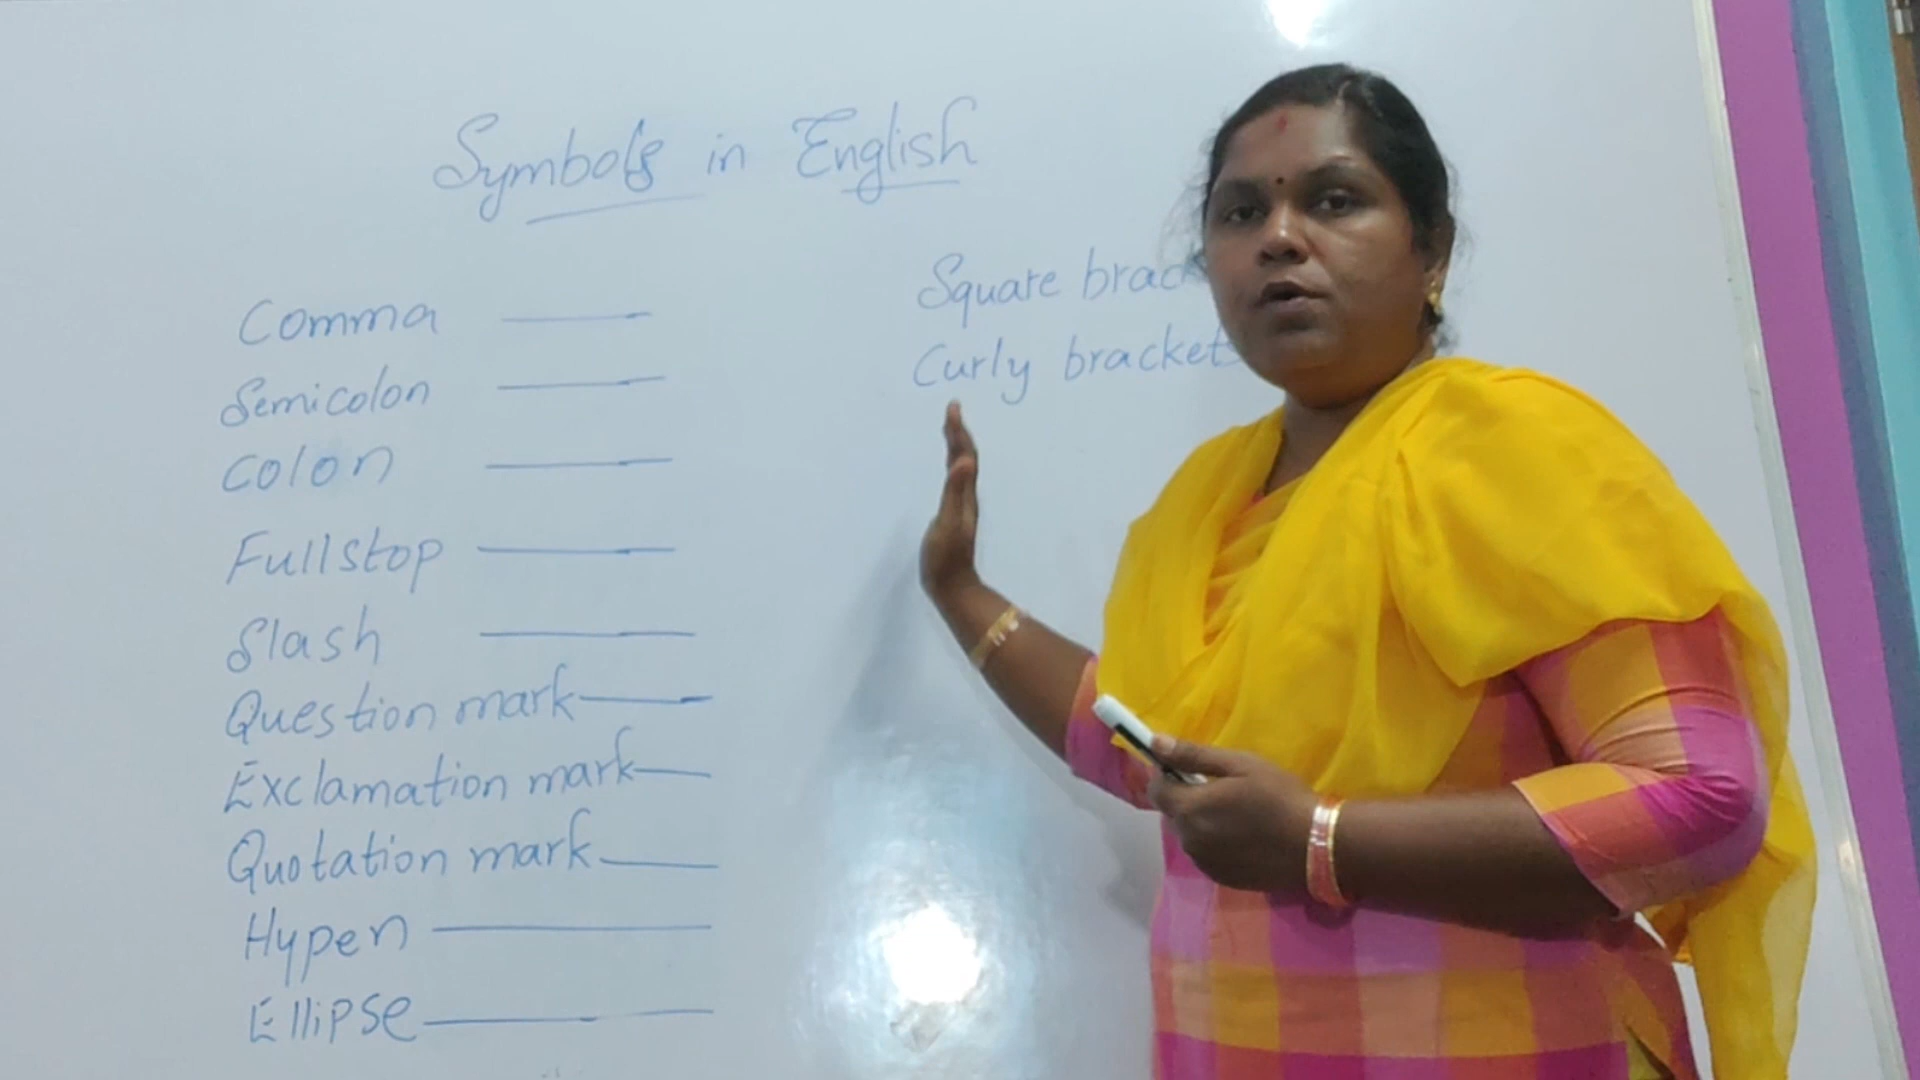 Symbols in English
Comma
Semicolon
Colon
Fullstop
Slash
Question mark
Exclamation mark
Quotation mark
Hypen
Ellipse
Square brack
Curly brackets